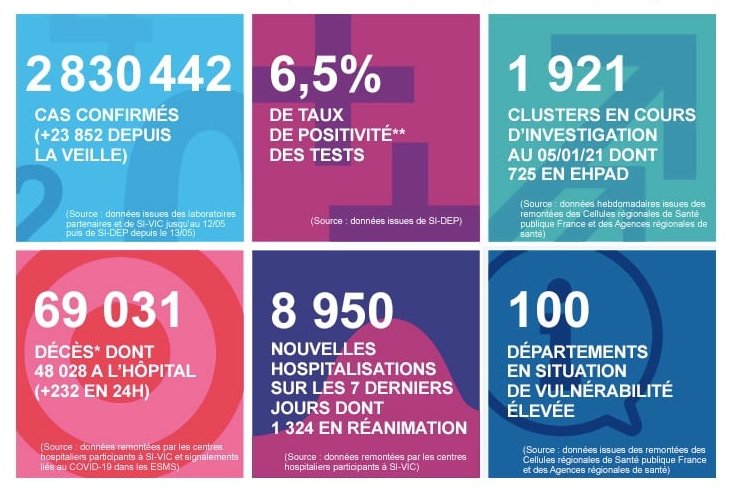 2 830 442
CAS CONFIRMÉS
(+23 852 DEPUIS
LA VEILLE)
(Source : données issues des laboratoires
partenaires et de SI-VIC jusqu'au 12/05
puis de SI-DEP depuis le 13/05)
6,5%
DE TAUX
DE POSITIVITÉ**
DES TESTS
(Source : données issues de SI-DEP)
1 921
CLUSTERS EN COURS
D'INVESTIGATION
AU 05/01/21 DONT
725 EN EHPAD
(Source : données hebdomadaires issues des
remontées des Cellules régionales de Santé
publique France et des Agences régionales de
santé)
69 031
DÉCÈS* DONT
48 028 A L'HÔPITAL
(+232 EN 24H)
(Source : données remontées par les centres
hospitaliers participants à SI-VIC et signalements
liés au COVID-19 dans les ESMS)
8 950
NOUVELLES
HOSPITALISATIONS
SUR LES 7 DERNIERS
JOURS DONT
1 324 EN RÉANIMATION
(Source : données remontées par les centres
hospitaliers participants à SI-VIC)
100
DÉPARTEMENTS
EN SITUATION
DE VULNÉRABILITÉ
ÉLEVÉE
(Source : données issues des remontées des
Cellules régionales de Santé publique France
et des Agences régionales de santé)